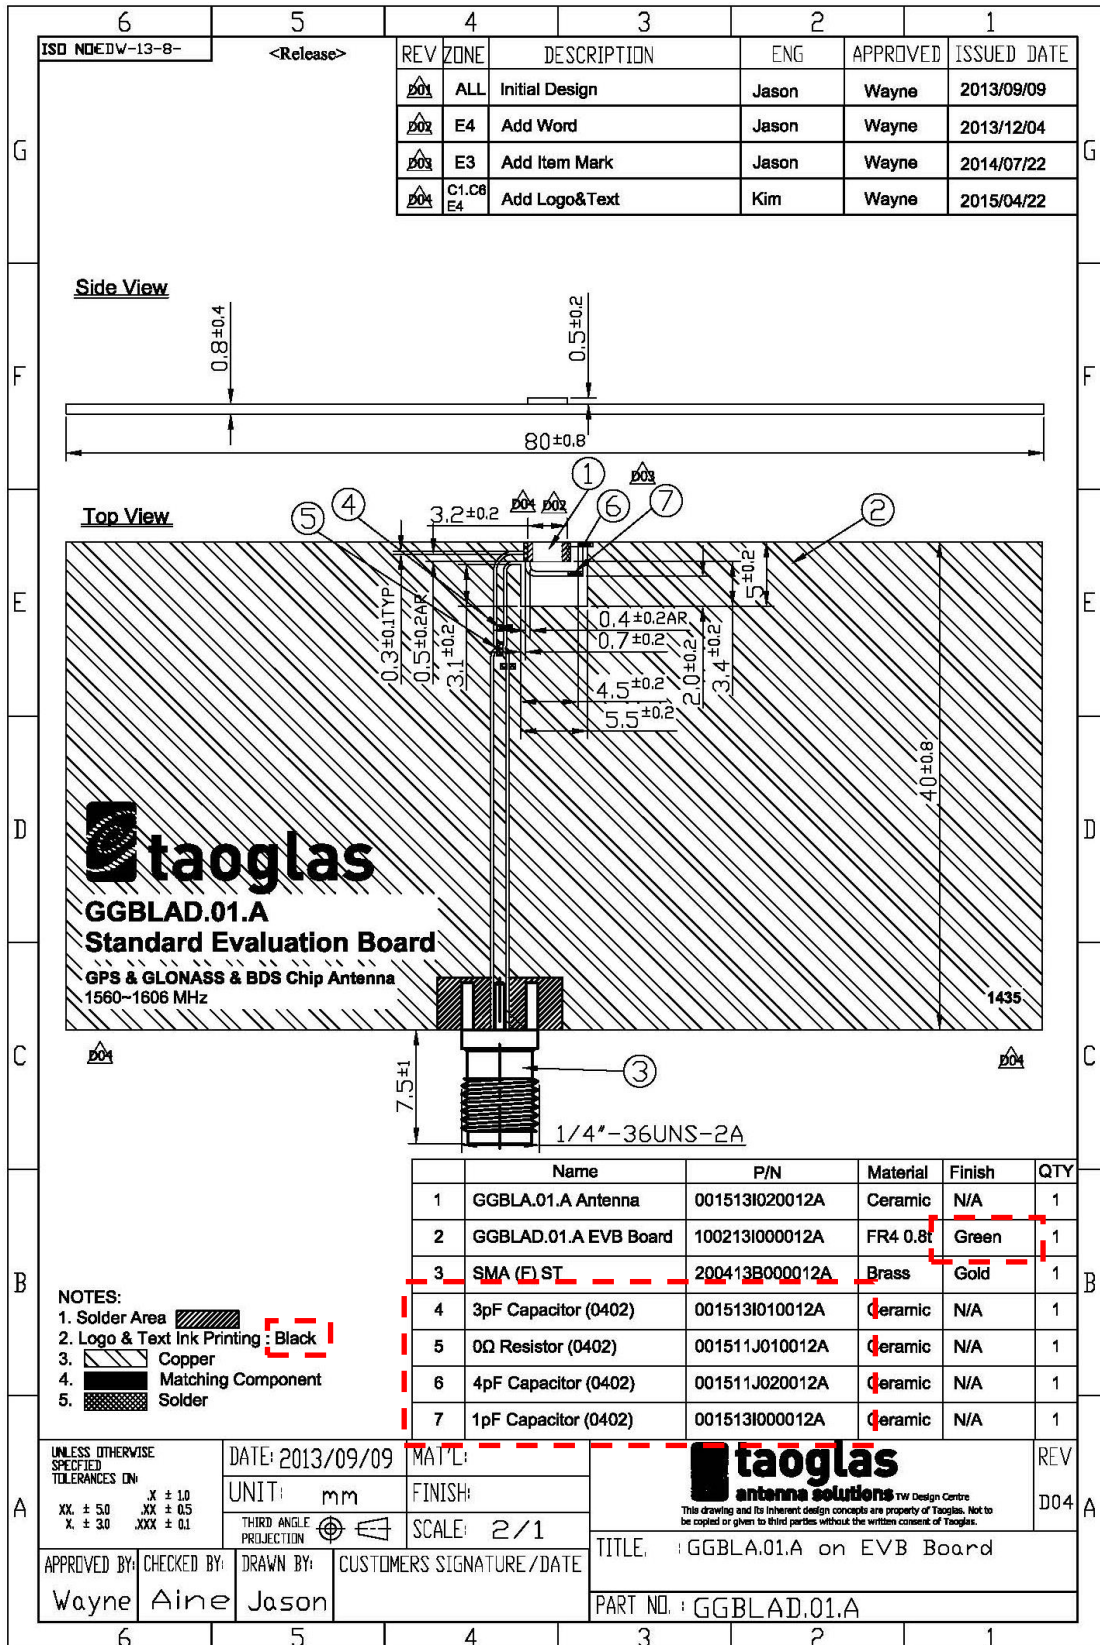 6 5 4 3 2 1
ISO NO:EDW-13-8-
<Release>
REV ZONE DESCRIPTION ENG APPROVED ISSUED DATE
D01 ALL Initial Design Jason Wayne 2013/09/09
D02 E4 Add Word Jason Wayne 2013/12/04
D03 E3 Add Item Mark Jason Wayne 2014/07/22
D04 C1.C6 E4 Add Logo&Text Kim Wayne 2015/04/22
G G
Side View
0.8±0.4
0.5±0.2
F F
80±0.8
Top View
D04 D02 D03
5 4 1 6 7 2
3.2±0.2
5±0.2
E E
0.3±0.1TYP
0.5±0.2AR
3.1±0.2
0.4±0.2AR
0.7±0.2
2.0±0.2
3.4±0.2
4.5±0.2
5.5±0.2
40±0.8
D D
taoglas
GGBLAD.01.A
Standard Evaluation Board
GPS & GLONASS & BDS Chip Antenna
1560~1606 MHz
1435
C C
D04 D04
7.5±1
3
1/4"-36UNS-2A
Name P/N Material Finish QTY
1 GGBLA.01.A Antenna 001513I020012A Ceramic N/A 1
2 GGBLAD.01.A EVB Board 100213I000012A FR4 0.8t Green 1
3 SMA (F) ST 200413B000012A Brass Gold 1
4 3pF Capacitor (0402) 001513I010012A Ceramic N/A 1
5 0Ω Resistor (0402) 001511J010012A Ceramic N/A 1
6 4pF Capacitor (0402) 001511J020012A Ceramic N/A 1
7 1pF Capacitor (0402) 001513I000012A Ceramic N/A 1
B B
NOTES:
1. Solder Area
2. Logo & Text Ink Printing : Black
3. Copper
4. Matching Component
5. Solder
A A
UNLESS OTHERWISE
SPECFIED
TOLERANCES ON:
.X ± 1.0
XX. ± 5.0 .XX ± 0.5
X. ± 3.0 .XXX ± 0.1
DATE: 2013/09/09
UNIT: mm
THIRD ANGLE
PROJECTION
MAT'L:
FINISH:
SCALE: 2/1
taoglas
antenna solutions TW Design Centre
This drawing and its inherent design concepts are property of Taoglas. Not to
be copied or given to third parties without the written consent of Taoglas.
REV
D04
APPROVED BY: CHECKED BY: DRAWN BY: CUSTOMERS SIGNATURE/DATE
Wayne Aine Jason
TITLE. : GGBLA.01.A on EVB Board
PART NO. : GGBLAD.01.A
6 5 4 3 2 1